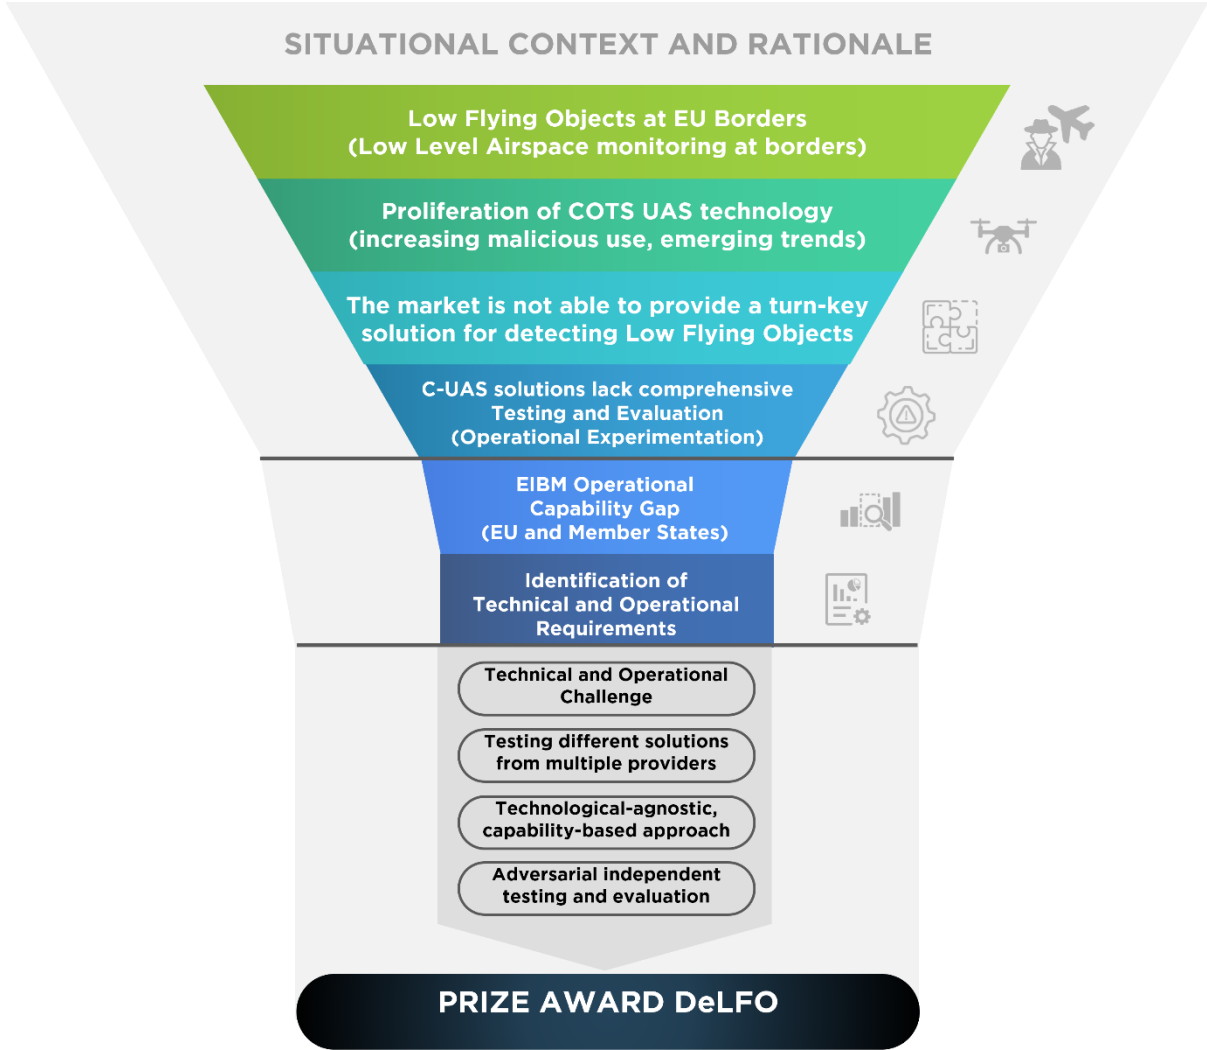 SITUATIONAL CONTEXT AND RATIONALE
Low Flying Objects at EU Borders
(Low Level Airspace monitoring at borders)
Proliferation of COTS UAS technology
(increasing malicious use, emerging trends)
The market is not able to provide a turn-key
solution for detecting Low Flying Objects
C-UAS solutions lack comprehensive
Testing and Evaluation
(Operational Experimentation)
EIBM Operational
Capability Gap
(EU and Member States)
Identification of
Technical and Operational
Requirements
Technical and Operational
Challenge
Testing different solutions
from multiple providers
Technological-agnostic,
capability-based approach
Adversarial independent
testing and evaluation
PRIZE AWARD DeLFO